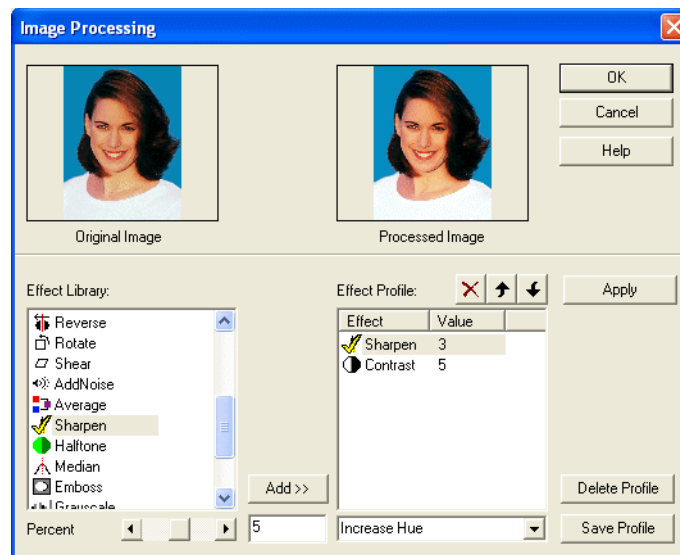 Image Processing
OK
Cancel
Help
Original Image
Processed Image
Effect Library:
Effect Profile:
Apply
Reverse
Rotate
Shear
AddNoise
Average
Sharpen
Halftone
Median
Emboss
Grayscale
Effect Value
Sharpen 3
Contrast 5
Add >>
Delete Profile
Percent
5
Increase Hue
Save Profile